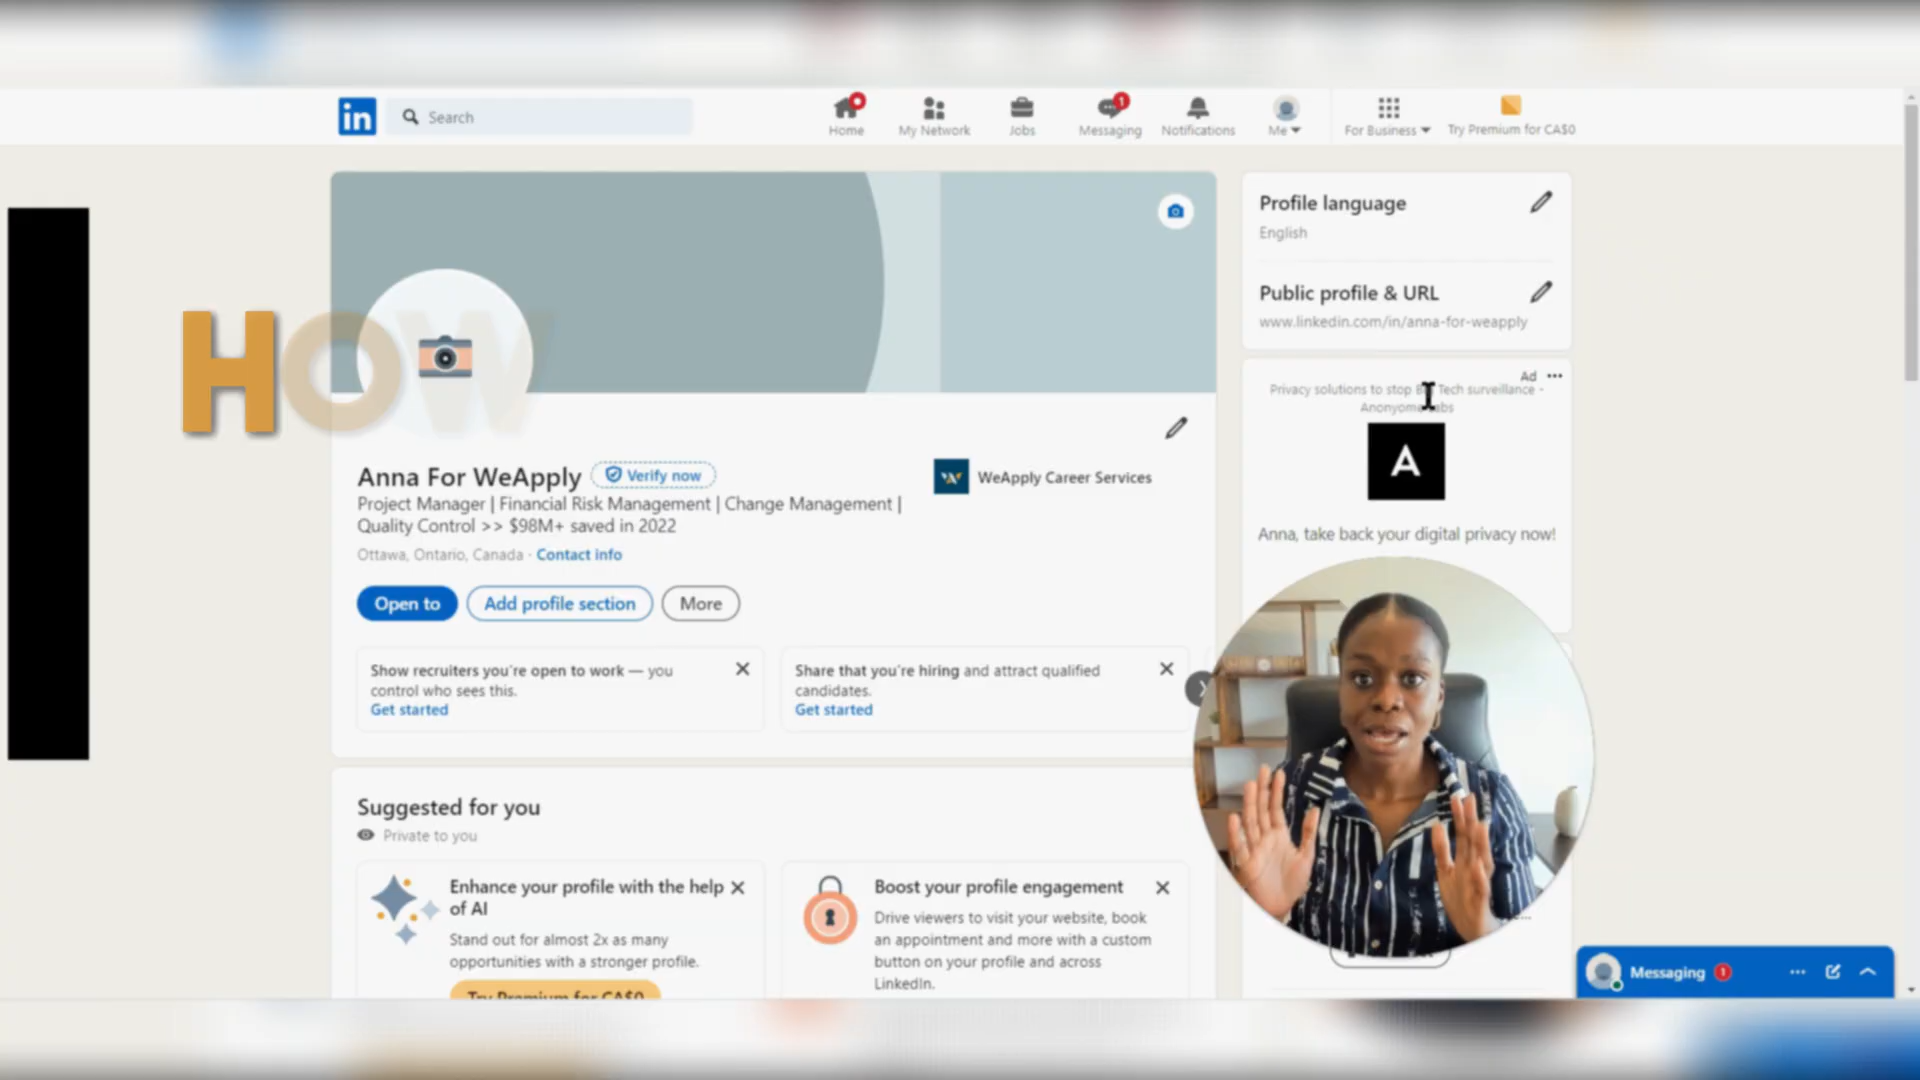 in
Search
Home
My Network
Jobs
1
Messaging
Notifications
Me
For Business
Try Premium for CA$0
HOW
Profile language
English
Public profile & URL
www.linkedin.com/in/anna-for-weapply
Ad
Privacy solutions to stop Tech surveillance -
A
Anna, take back your digital privacy now!
Anna For WeApply
Verify now
WeApply Career Services
Project Manager | Financial Risk Management | Change Management |
Quality Control >> $98M+ saved in 2022
Ottawa, Ontario, Canada · Contact info
Open to
Add profile section
More
Show recruiters you're open to work — you
control who sees this.
Get started
Share that you're hiring and attract qualified
candidates.
Get started
Suggested for you
Private to you
Enhance your profile with the help
of AI
Stand out for almost 2x as many
opportunities with a stronger profile.
Try Premium for CA$0
Boost your profile engagement
Drive viewers to visit your website, book
an appointment and more with a custom
button on your profile and across
LinkedIn.
Messaging 1